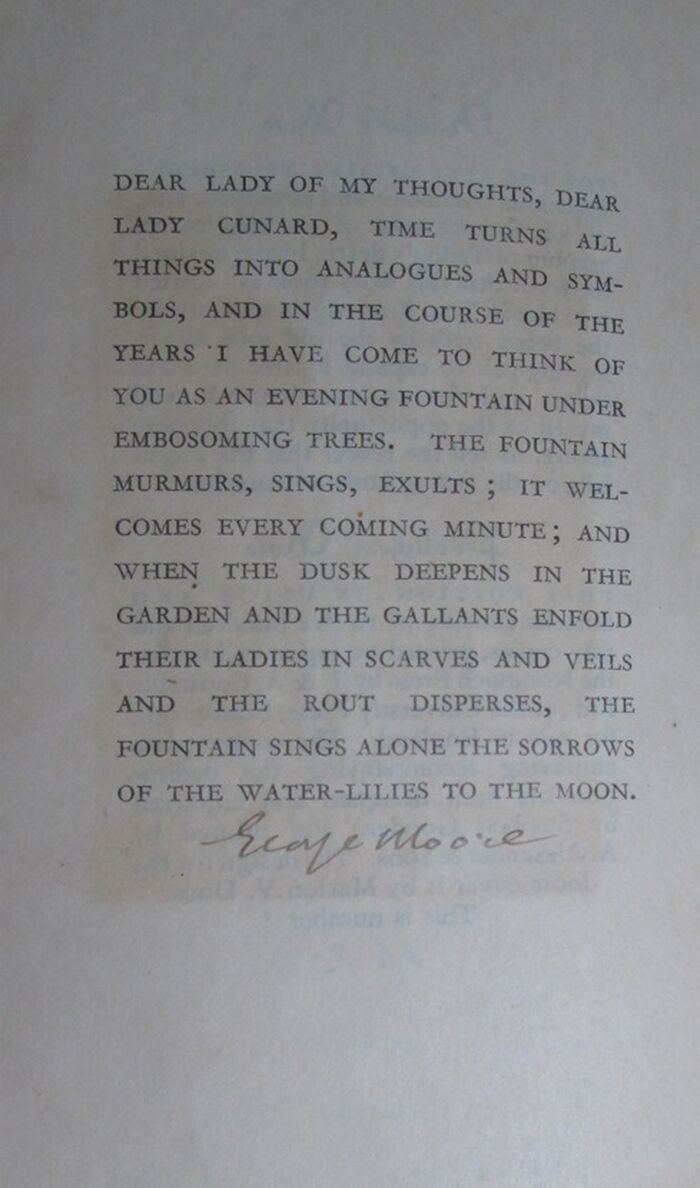 DEAR LADY OF MY THOUGHTS, DEAR
LADY CUNARD, TIME TURNS ALL
THINGS INTO ANALOGUES AND SYM-
BOLS, AND IN THE COURSE OF THE
YEARS I HAVE COME TO THINK OF
YOU AS AN EVENING FOUNTAIN UNDER
EMBOSOMING TREES. THE FOUNTAIN
MURMURS, SINGS, EXULTS ; IT WEL-
COMES EVERY COMING MINUTE ; AND
WHEN THE DUSK DEEPENS IN THE
GARDEN AND THE GALLANTS ENFOLD
THEIR LADIES IN SCARVES AND VEILS
AND THE ROUT DISPERSES, THE
FOUNTAIN SINGS ALONE THE SORROWS
OF THE WATER-LILIES TO THE MOON.
George Moore